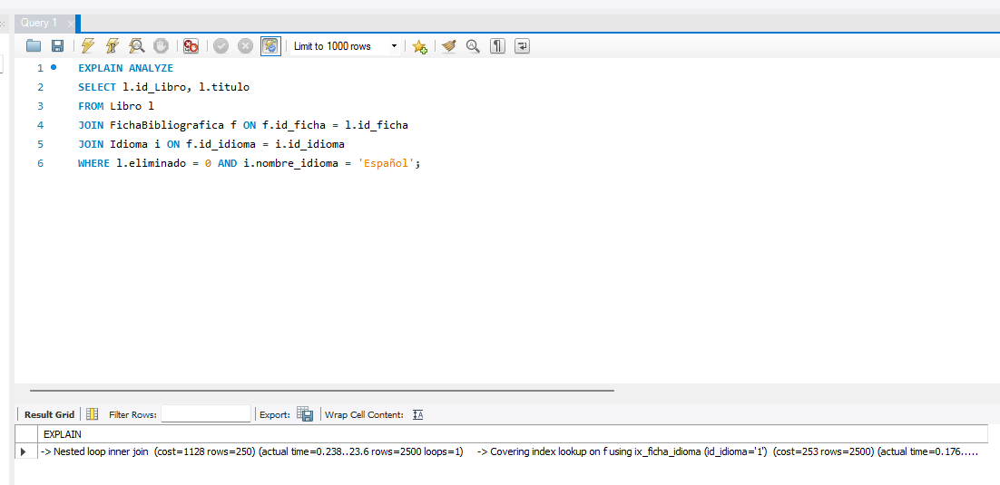 Query 1
Limit to 1000 rows
1 EXPLAIN ANALYZE
2 SELECT l.id_Libro, l.titulo
3 FROM Libro l
4 JOIN FichaBibliografica f ON f.id_ficha = l.id_ficha
5 JOIN Idioma i ON f.id_idioma = i.id_idioma
6 WHERE l.eliminado = 0 AND i.nombre_idioma = 'Español';
Result Grid Filter Rows: Export: Wrap Cell Content:
EXPLAIN
-> Nested loop inner join (cost=1128 rows=250) (actual time=0.238..23.6 rows=2500 loops=1) -> Covering index lookup on f using ix_ficha_idioma (id_idioma='1') (cost=253 rows=2500) (actual time=0.176.....